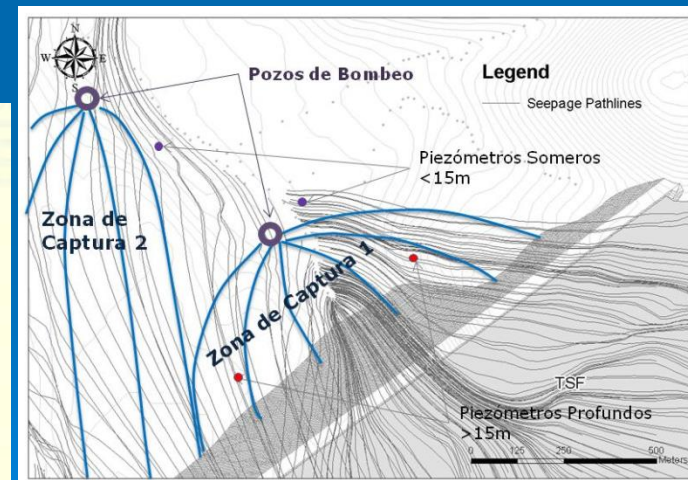 N
W E
S
Pozos de Bombeo
Legend
Seepage Pathlines
Piezómetros Someros
<15m
Zona de
Captura 2
Zona de Captura 1
TSF
Piezómetros Profundos
>15m
0 125 250 500
Meters